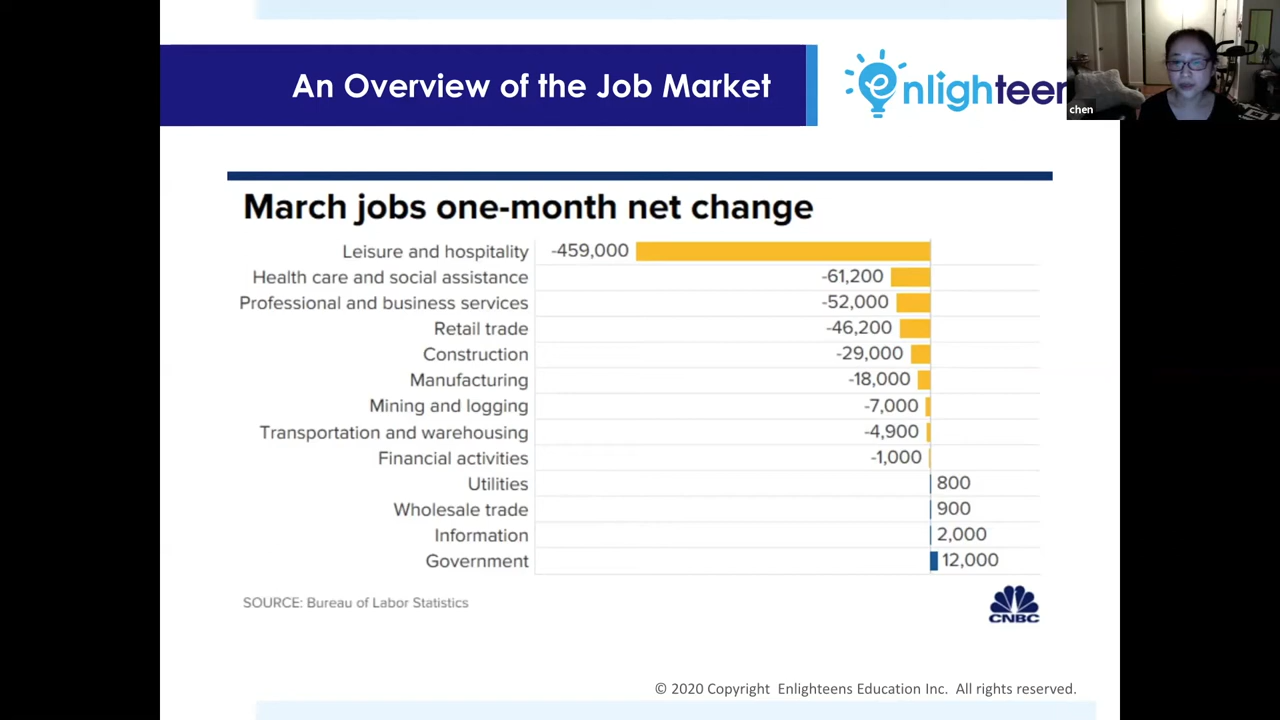 An Overview of the Job Market
enlighteen
chen
March jobs one-month net change
Leisure and hospitality -459,000
Health care and social assistance -61,200
Professional and business services -52,000
Retail trade -46,200
Construction -29,000
Manufacturing -18,000
Mining and logging -7,000
Transportation and warehousing -4,900
Financial activities -1,000
Utilities 800
Wholesale trade 900
Information 2,000
Government 12,000
SOURCE: Bureau of Labor Statistics
CNBC
© 2020 Copyright Enlighteens Education Inc. All rights reserved.